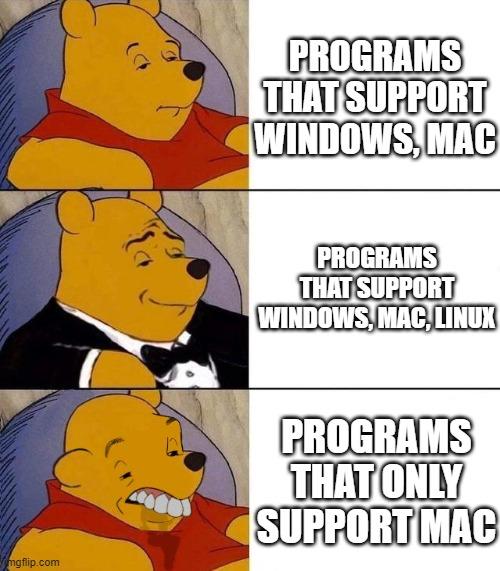 PROGRAMS
THAT SUPPORT
WINDOWS, MAC
PROGRAMS
THAT SUPPORT
WINDOWS, MAC, LINUX
PROGRAMS
THAT ONLY
SUPPORT MAC
imgflip.com